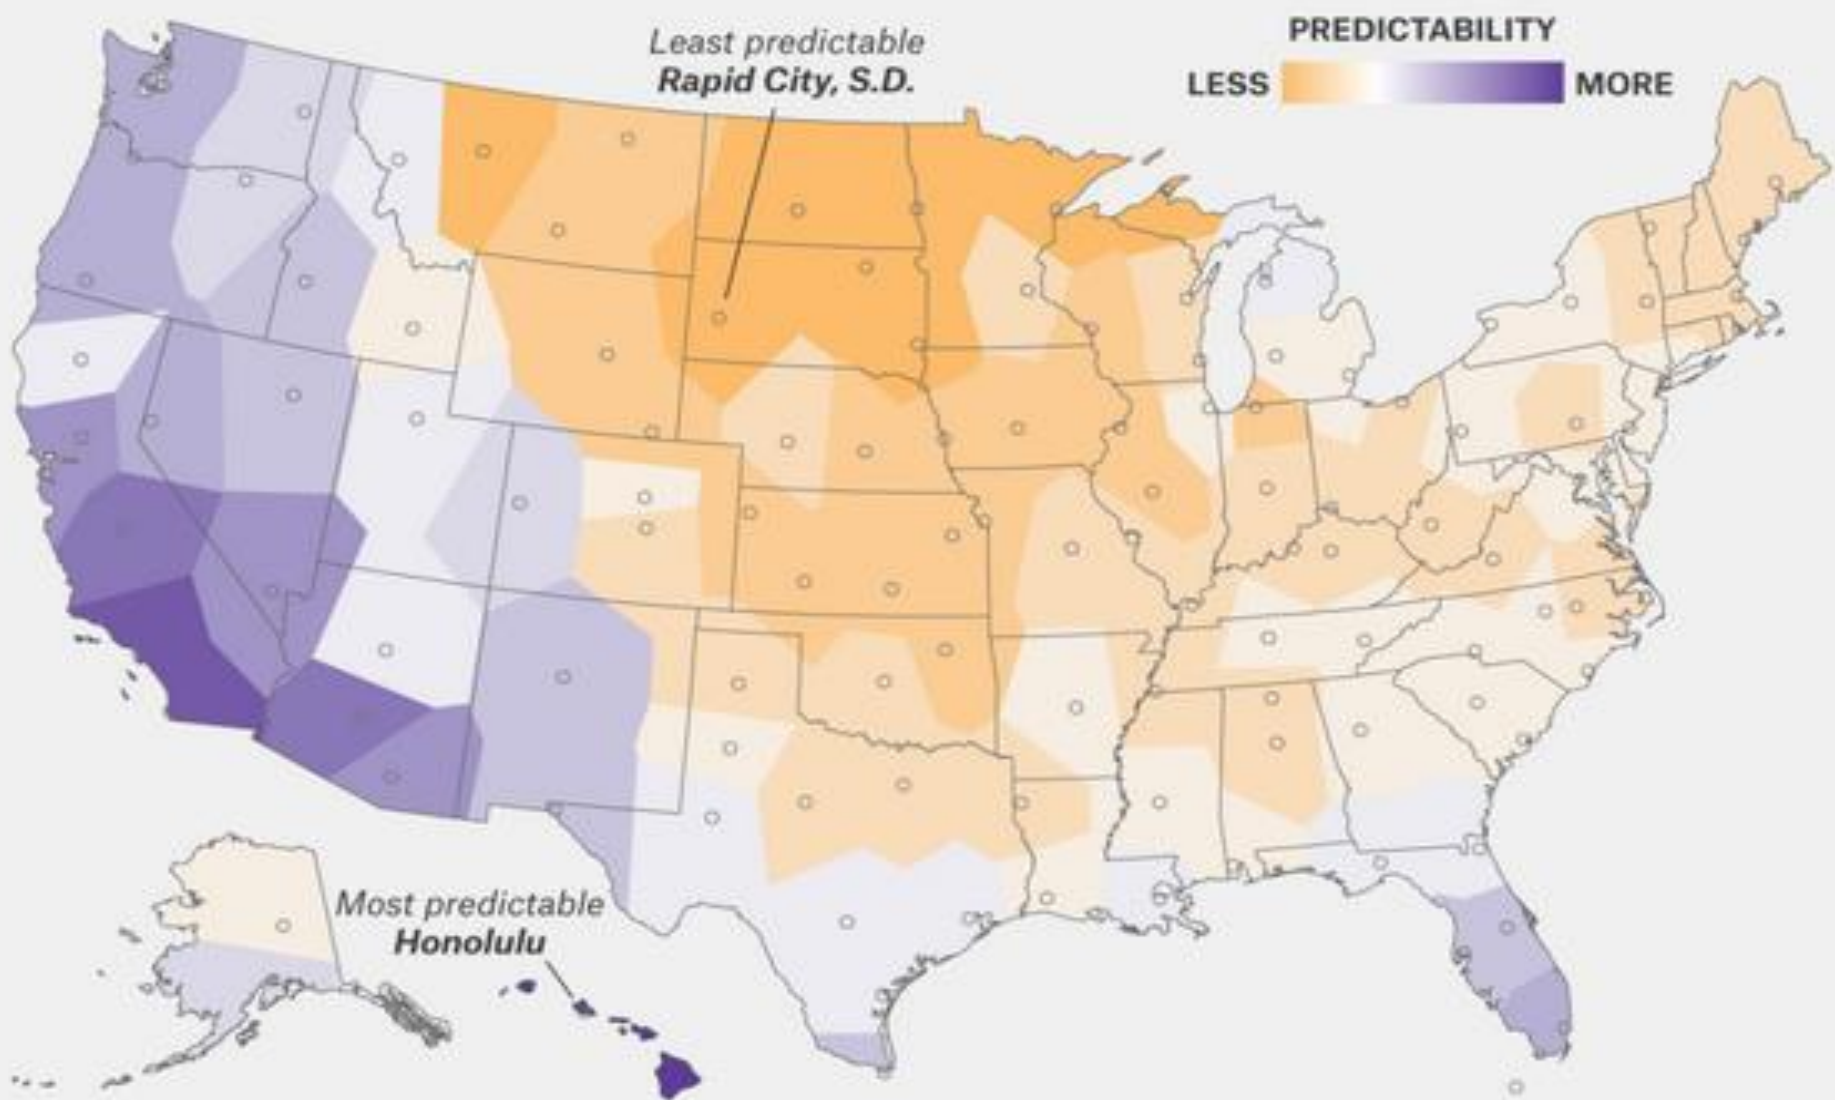 Least predictable
Rapid City, S.D.
PREDICTABILITY
LESS
MORE
Most predictable
Honolulu